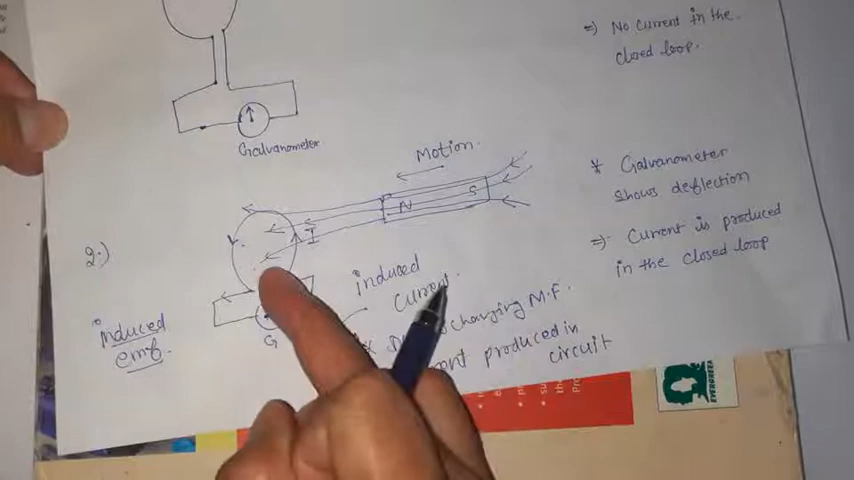 =) No current in the
closed loop.
Galvanometer
Motion
N
S
* Galvanometer
shows deflection
I
2.)
=) Current is produced
in the closed loop
induced
current.
induced
emf.
G
* changing M.F.
produced in
circuit
EVERGREEN